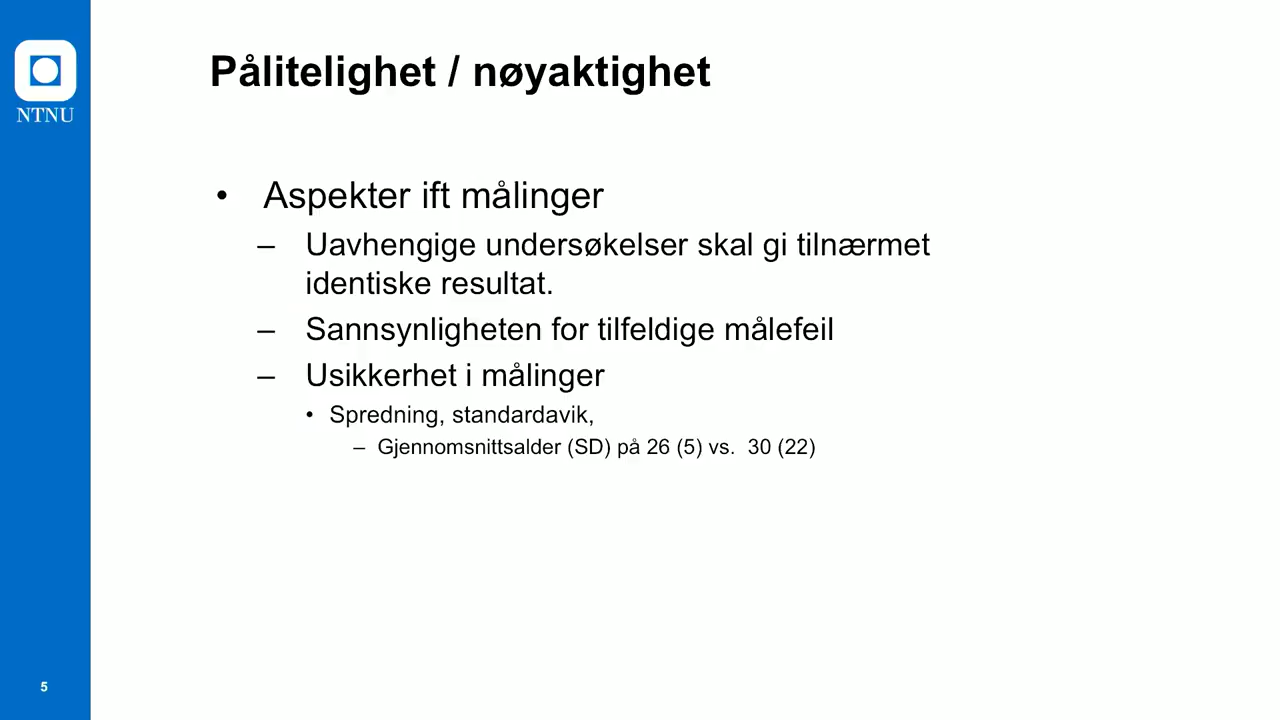 NTNU
Pålitelighet / nøyaktighet
• Aspekter ift målinger
– Uavhengige undersøkelser skal gi tilnærmet
identiske resultat.
– Sannsynligheten for tilfeldige målefeil
– Usikkerhet i målinger
• Spredning, standardavik,
– Gjennomsnittsalder (SD) på 26 (5) vs.  30 (22)
5